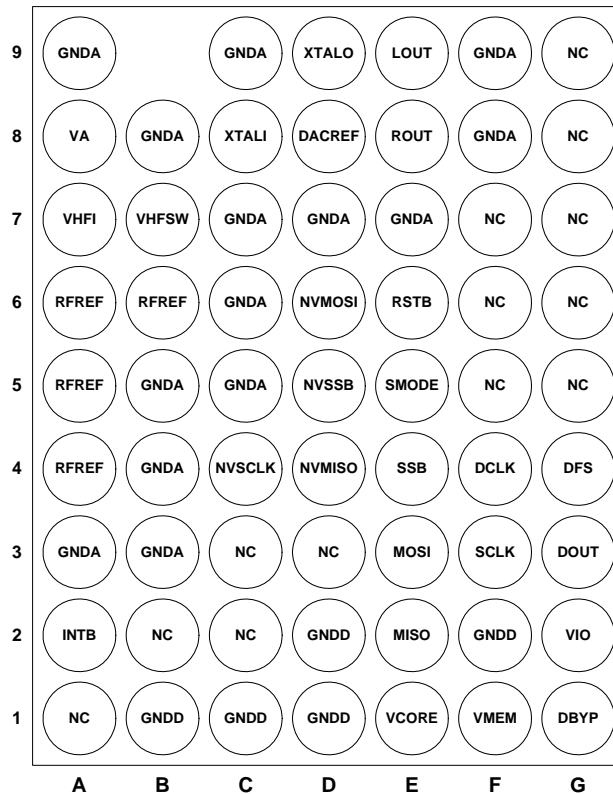 9 GNDA GNDA XTALO LOUT GNDA NC
8 VA GNDA XTALI DACREF ROUT GNDA NC
7 VHFI VHFSW GNDA GNDA GNDA NC NC
6 RFREF RFREF GNDA NVMOSI RSTB NC NC
5 RFREF GNDA GNDA NVSSB SMODE NC NC
4 RFREF GNDA NVSCLK NVMISO SSB DCLK DFS
3 GNDA GNDA NC NC MOSI SCLK DOUT
2 INTB NC NC GNDD MISO GNDD VIO
1 NC GNDD GNDD GNDD VCORE VMEM DBYP
A B C D E F G